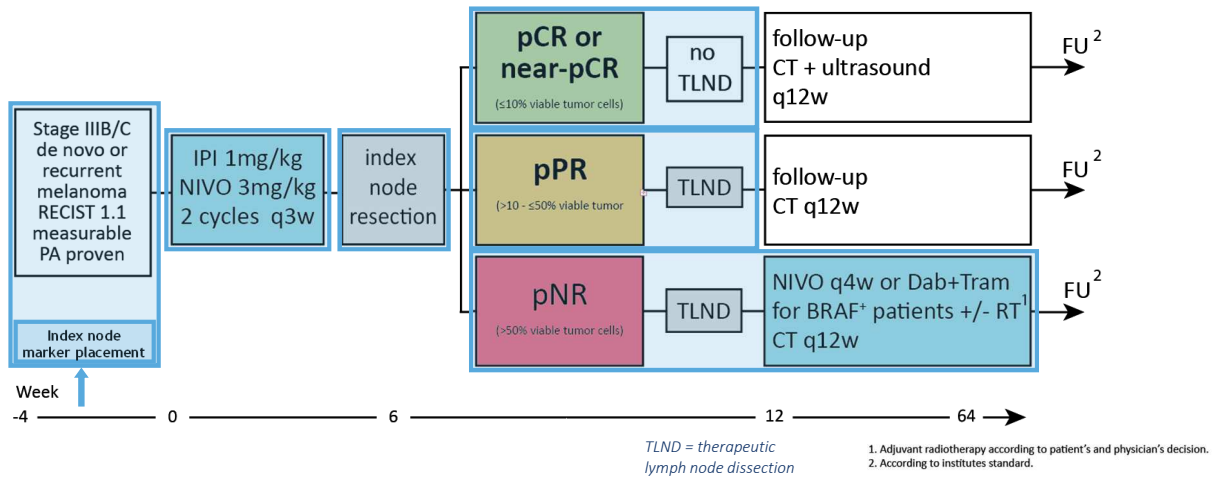 Stage IIIB/C
de novo or
recurrent
melanoma
RECIST 1.1
measurable
PA proven
Index node
marker placement
IPI 1mg/kg
NIVO 3mg/kg
2 cycles q3w
index
node
resection
pCR or
near-pCR
(≤10% viable tumor cells)
no
TLND
follow-up
CT + ultrasound
q12w
FU 2
pPR
(>10 - ≤50% viable tumor
TLND
follow-up
CT q12w
FU 2
pNR
(>50% viable tumor cells)
TLND
NIVO q4w or Dab+Tram
for BRAF+ patients +/- RT1
CT q12w
FU 2
Week
-4 0 6 12 64
TLND = therapeutic
lymph node dissection
1. Adjuvant radiotherapy according to patient's and physician's decision.
2. According to institutes standard.